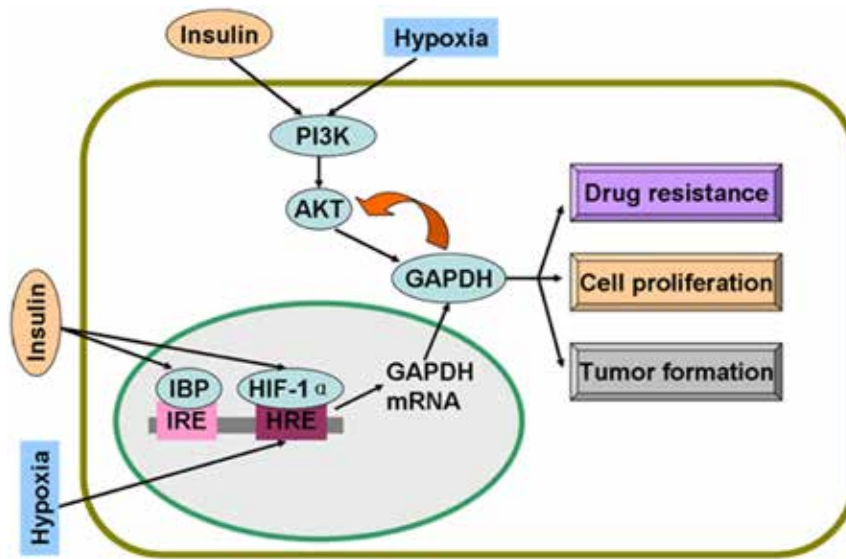 Insulin
Hypoxia
PI3K
AKT
GAPDH
Drug resistance
Cell proliferation
Tumor formation
Insulin
IBP
HIF-1 α
IRE
HRE
GAPDH
mRNA
Hypoxia